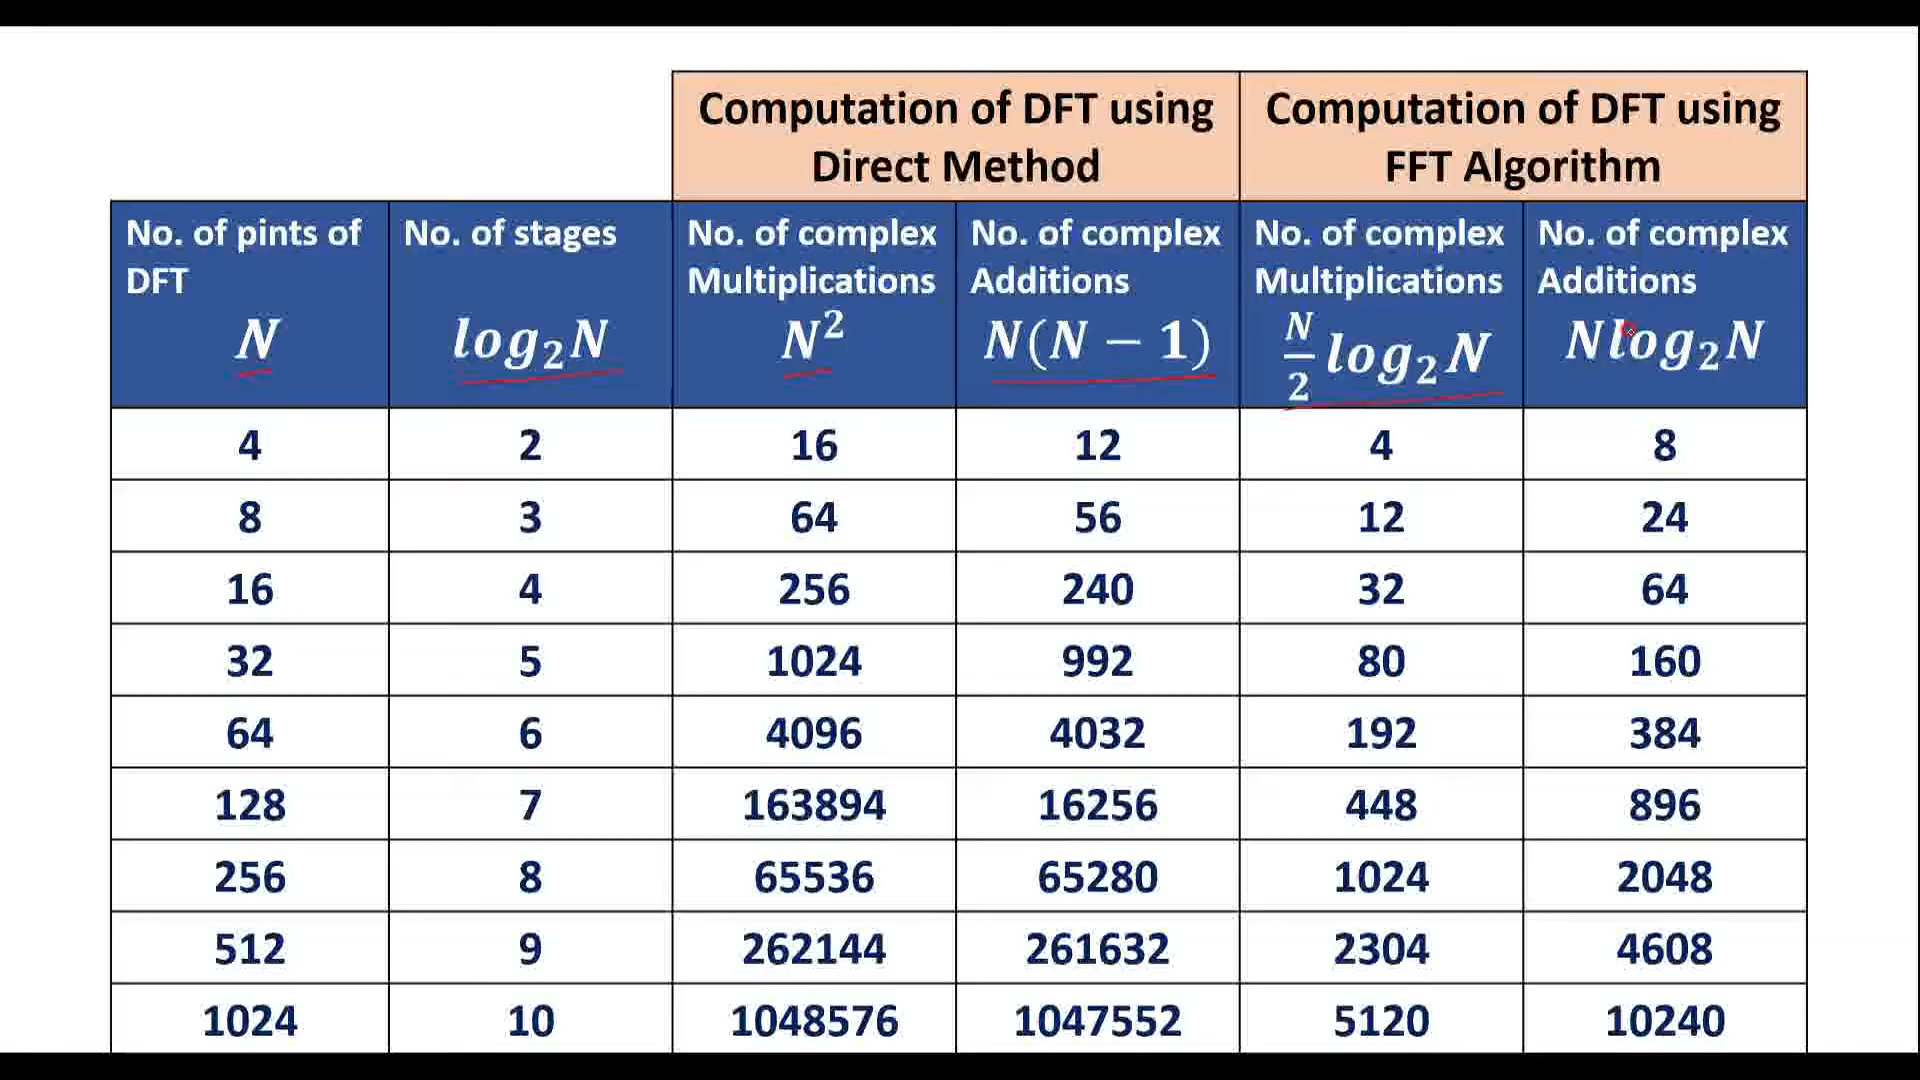 Computation of DFT using Direct Method | Computation of DFT using FFT Algorithm
No. of pints of DFT N | No. of stages log₂N | No. of complex Multiplications N² | No. of complex Additions N(N − 1) | No. of complex Multiplications N/2 log₂N | No. of complex Additions Nlog₂N
4 | 2 | 16 | 12 | 4 | 8
8 | 3 | 64 | 56 | 12 | 24
16 | 4 | 256 | 240 | 32 | 64
32 | 5 | 1024 | 992 | 80 | 160
64 | 6 | 4096 | 4032 | 192 | 384
128 | 7 | 163894 | 16256 | 448 | 896
256 | 8 | 65536 | 65280 | 1024 | 2048
512 | 9 | 262144 | 261632 | 2304 | 4608
1024 | 10 | 1048576 | 1047552 | 5120 | 10240